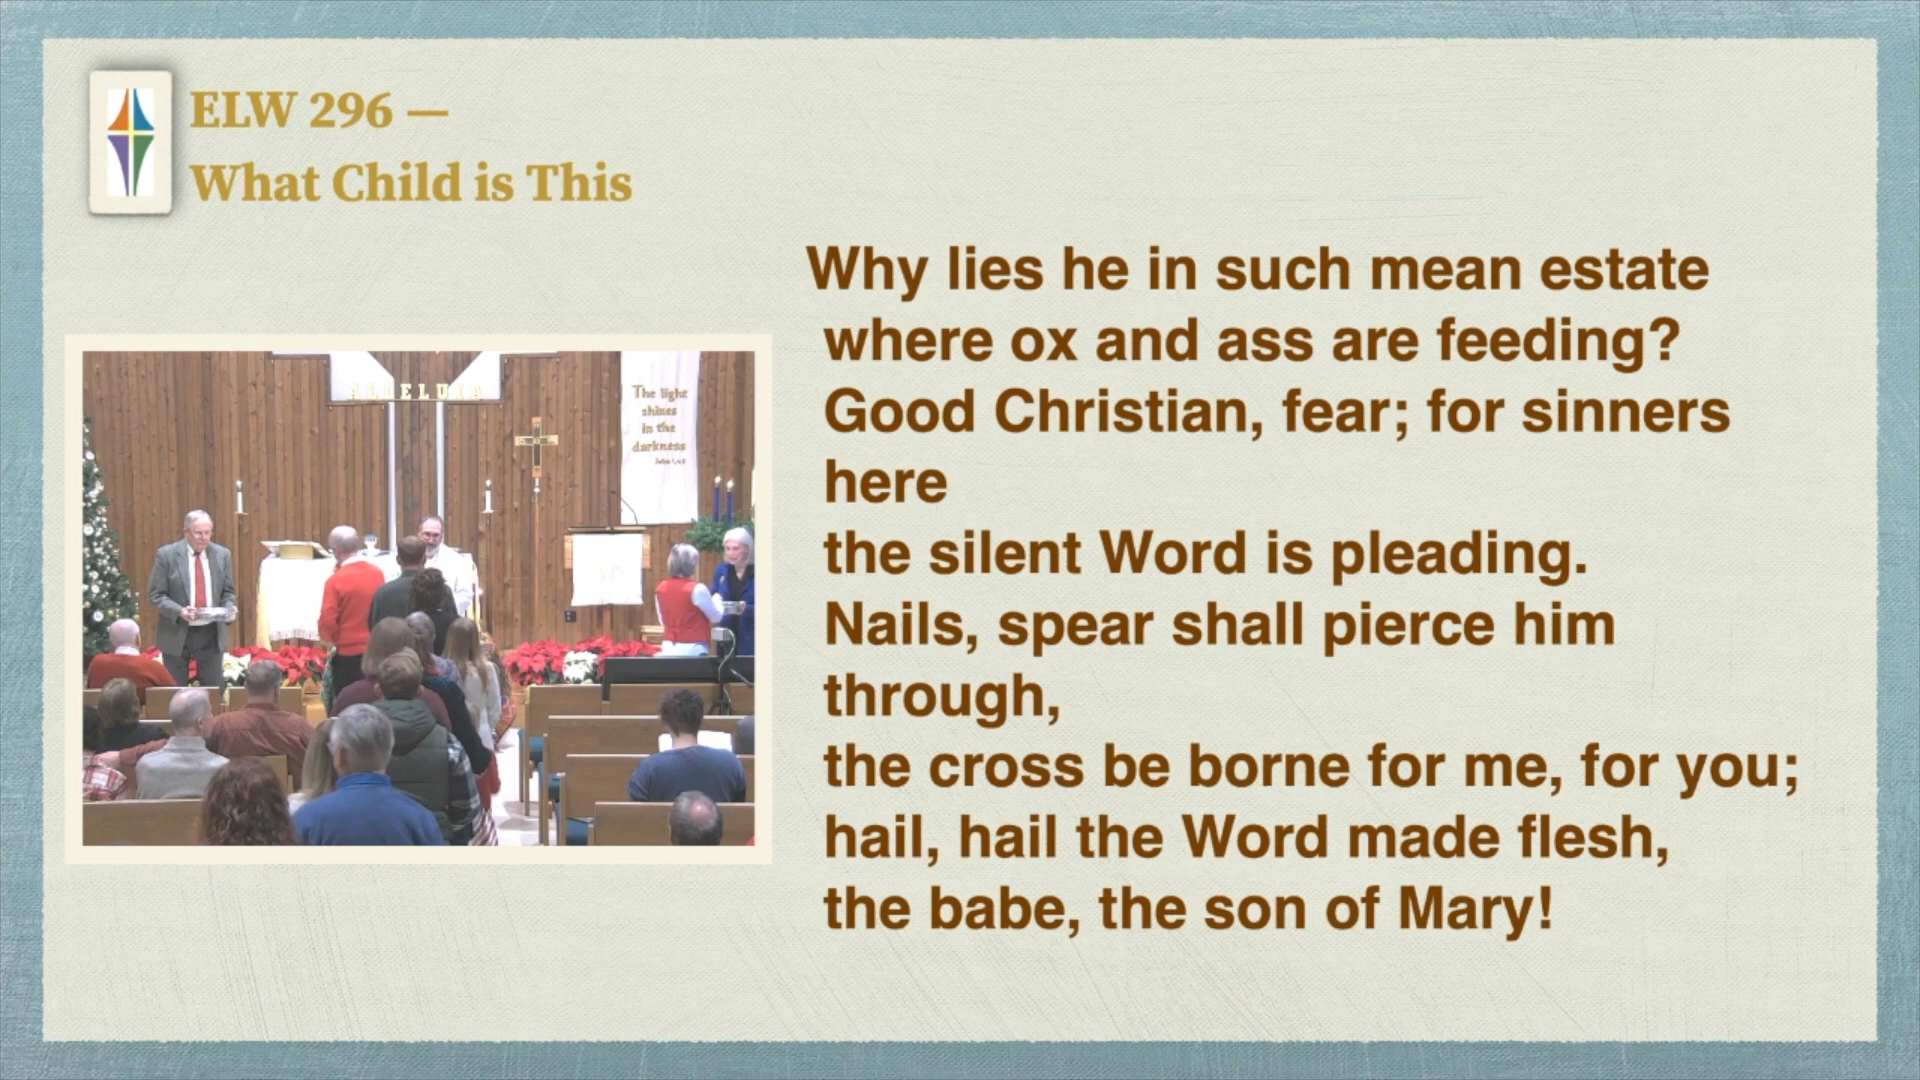 ELW 296 —
What Child is This
Why lies he in such mean estate
where ox and ass are feeding?
Good Christian, fear; for sinners
here
the silent Word is pleading.
Nails, spear shall pierce him
through,
the cross be borne for me, for you;
hail, hail the Word made flesh,
the babe, the son of Mary!
ALLELUIA
The light
shines
in the
darkness